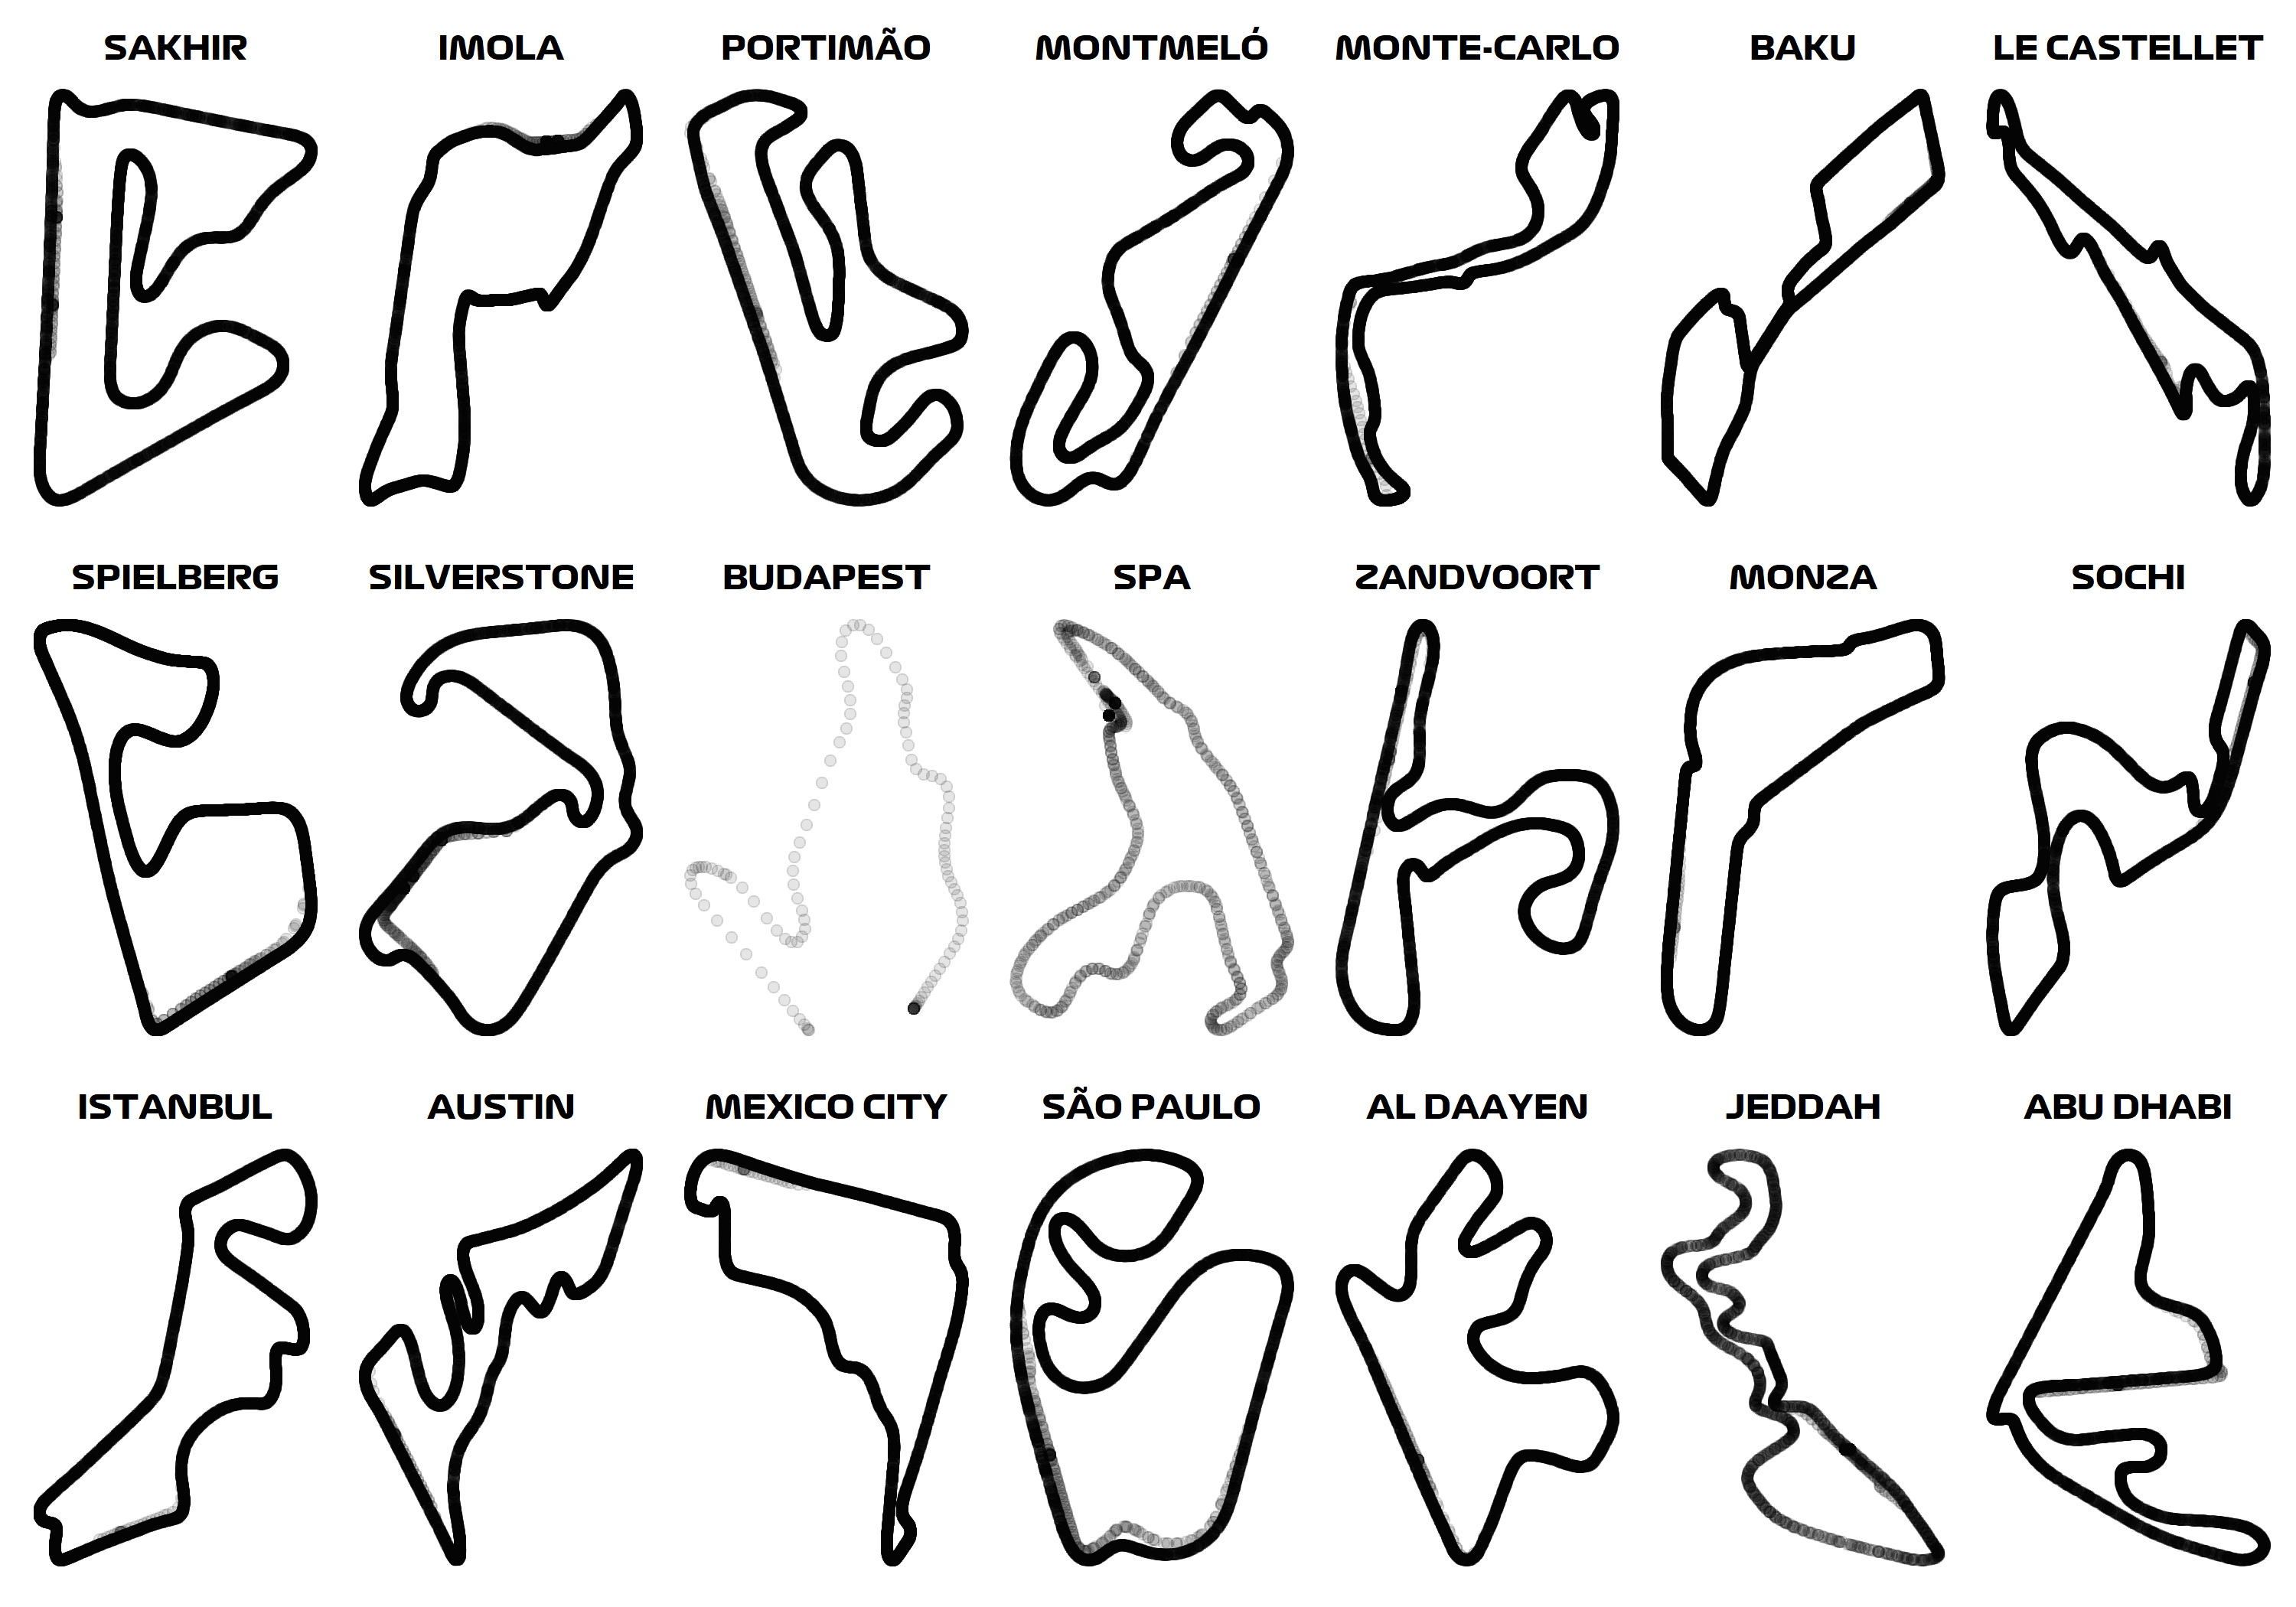 SAKHIR IMOLA PORTIMÃO MONTMELÓ MONTE-CARLO BAKU LE CASTELLET
SPIELBERG SILVERSTONE BUDAPEST SPA ZANDVOORT MONZA SOCHI
ISTANBUL AUSTIN MEXICO CITY SÃO PAULO AL DAAYEN JEDDAH ABU DHABI